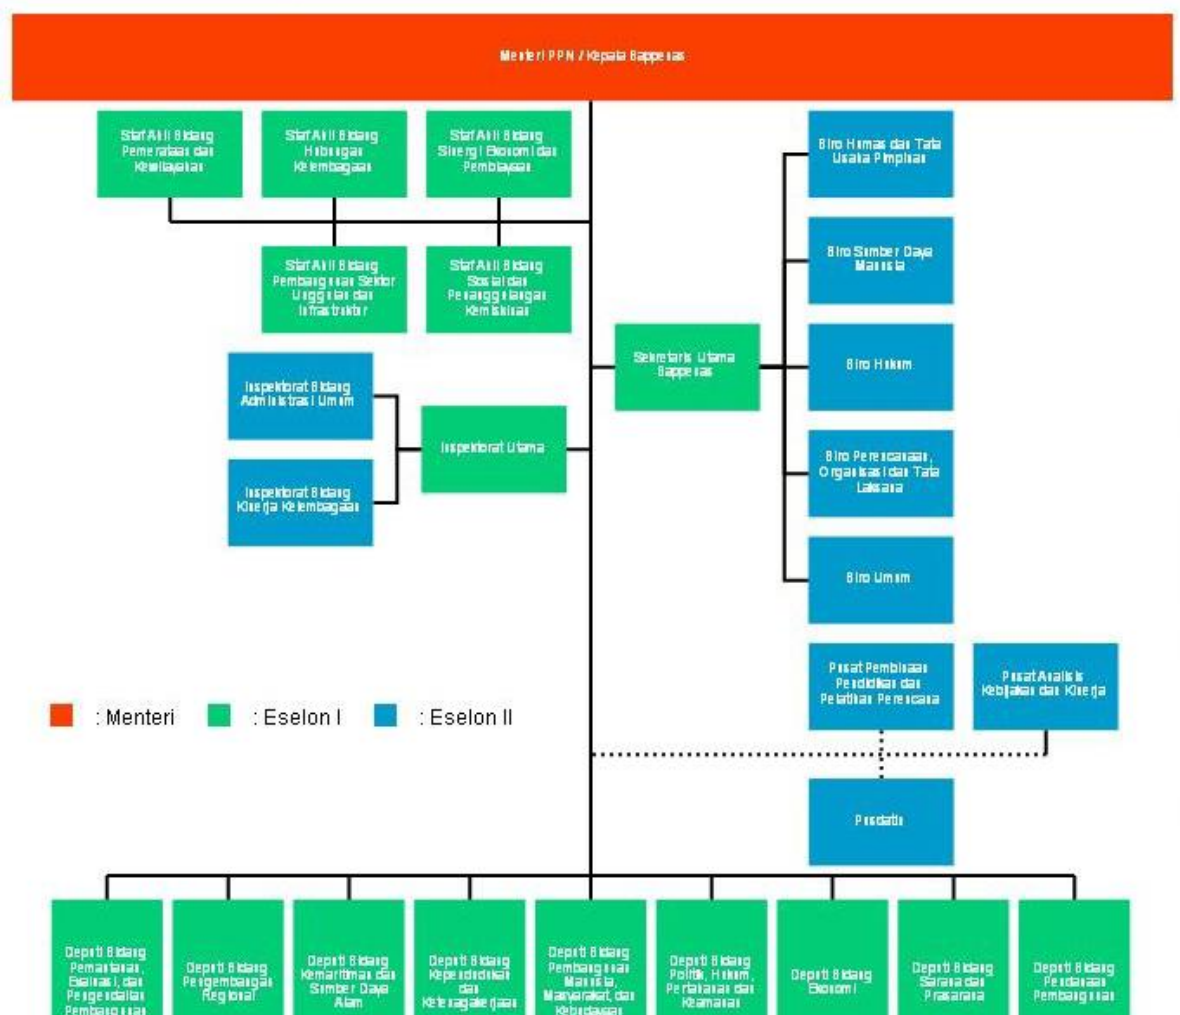 Menteri PPN / Kepala Bappenas
Staf Ahli Bidang
Pemerataan dan
Kewilayahan
Staf Ahli Bidang
Hubungan
Kelembagaan
Staf Ahli Bidang
Sinergi Ekonomi dan
Pembiayaan
Biro Humas dan Tata
Usaha Pimpinan
Staf Ahli Bidang
Pembangunan Sektor
Unggulan dan
Infrastruktur
Staf Ahli Bidang
Sosial dan
Penanggulangan
Kemiskinan
Biro Sumber Daya
Manusia
Sekretaris Utama
Bappenas
Biro Hukum
Inspektorat Bidang
Administrasi Umum
Inspektorat Utama
Inspektorat Bidang
Kinerja Kelembagaan
Biro Perencanaan,
Organisasi dan Tata
Laksana
Biro Umum
Pusat Pembinaan
Pendidikan dan
Pelatihan Perencana
Pusat Analisis
Kebijakan dan Kinerja
: Menteri
: Eselon I
: Eselon II
Pusdatin
Deputi Bidang
Pemantauan,
Evaluasi, dan
Pengendalian
Pembangunan
Deputi Bidang
Pengembangan
Regional
Deputi Bidang
Kemaritiman dan
Sumber Daya
Alam
Deputi Bidang
Kependudukan
dan
Ketenagakerjaan
Deputi Bidang
Pembangunan
Manusia,
Masyarakat, dan
Kebudayaan
Deputi Bidang
Politik, Hukum,
Pertahanan dan
Keamanan
Deputi Bidang
Ekonomi
Deputi Bidang
Sarana dan
Prasarana
Deputi Bidang
Pendanaan
Pembangunan